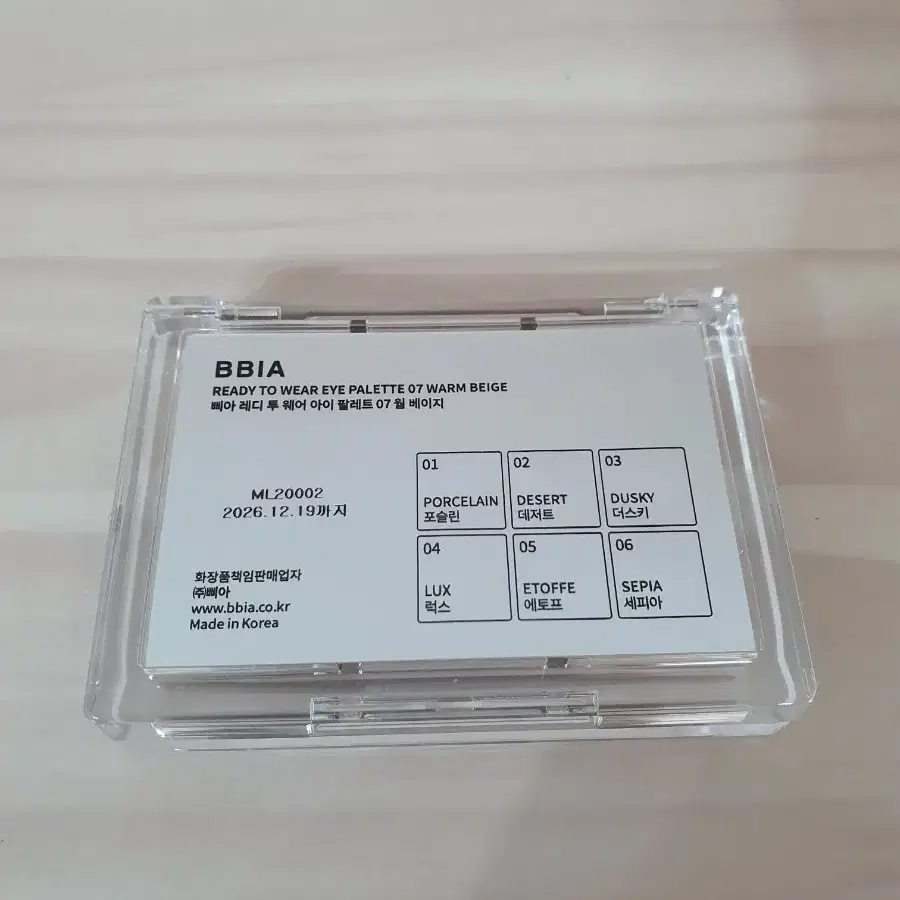 BBIA
READY TO WEAR EYE PALETTE 07 WARM BEIGE
삐아 레디 투 웨어 아이 팔레트 07 웜 베이지
ML20002
2026.12.19까지
01
PORCELAIN
포슬린
02
DESERT
데저트
03
DUSKY
더스키
04
LUX
럭스
05
ETOFFE
에토프
06
SEPIA
세피아
화장품책임판매업자
㈜삐아
www.bbia.co.kr
Made in Korea